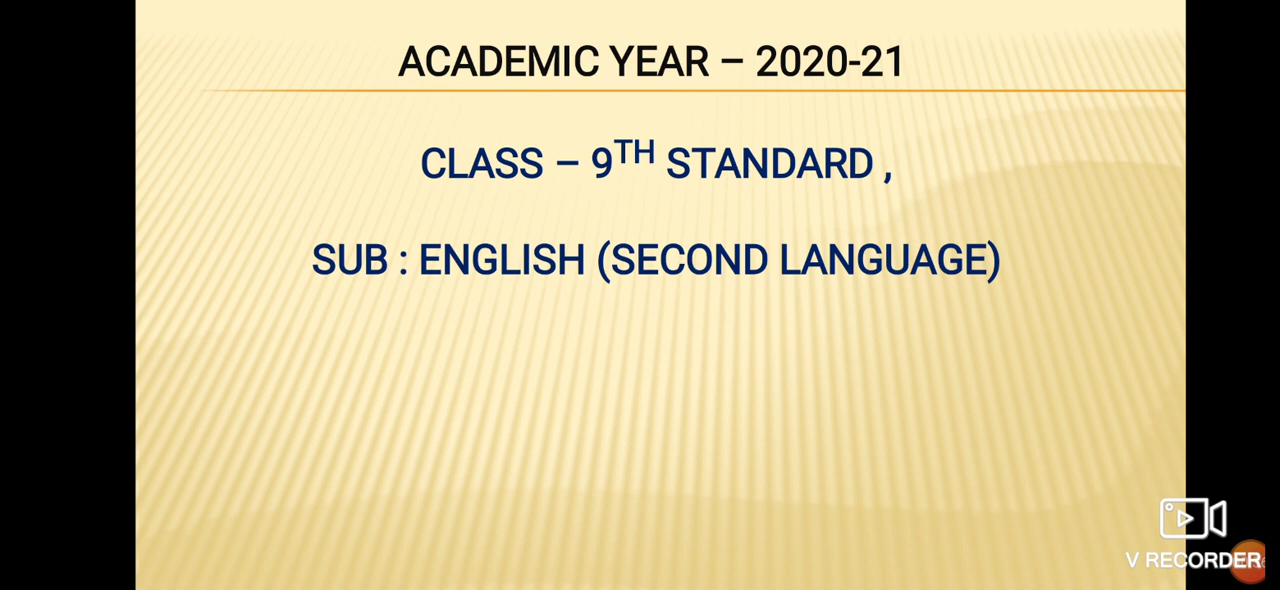 ACADEMIC YEAR – 2020-21
CLASS – 9TH STANDARD ,
SUB : ENGLISH (SECOND LANGUAGE)
V RECORDER